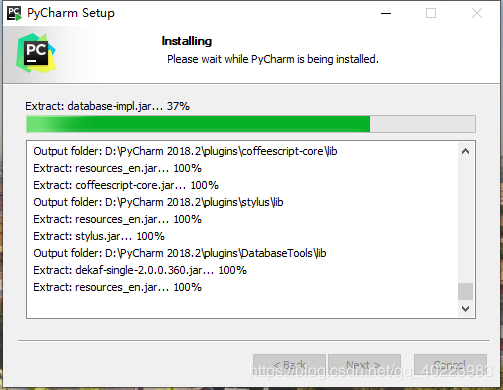 PyCharm Setup
PC
Installing
Please wait while PyCharm is being installed.
Extract: database-impl.jar... 37%
Output folder: D:\PyCharm 2018.2\plugins\coffeescript-core\lib
Extract: resources_en.jar... 100%
Extract: coffeescript-core.jar... 100%
Output folder: D:\PyCharm 2018.2\plugins\stylus\lib
Extract: resources_en.jar... 100%
Extract: stylus.jar... 100%
Output folder: D:\PyCharm 2018.2\plugins\DatabaseTools\lib
Extract: dekaf-single-2.0.0.360.jar... 100%
Extract: resources_en.jar... 100%
< Back Next > Cancel
https://blog.csdn.net/qq_40223983